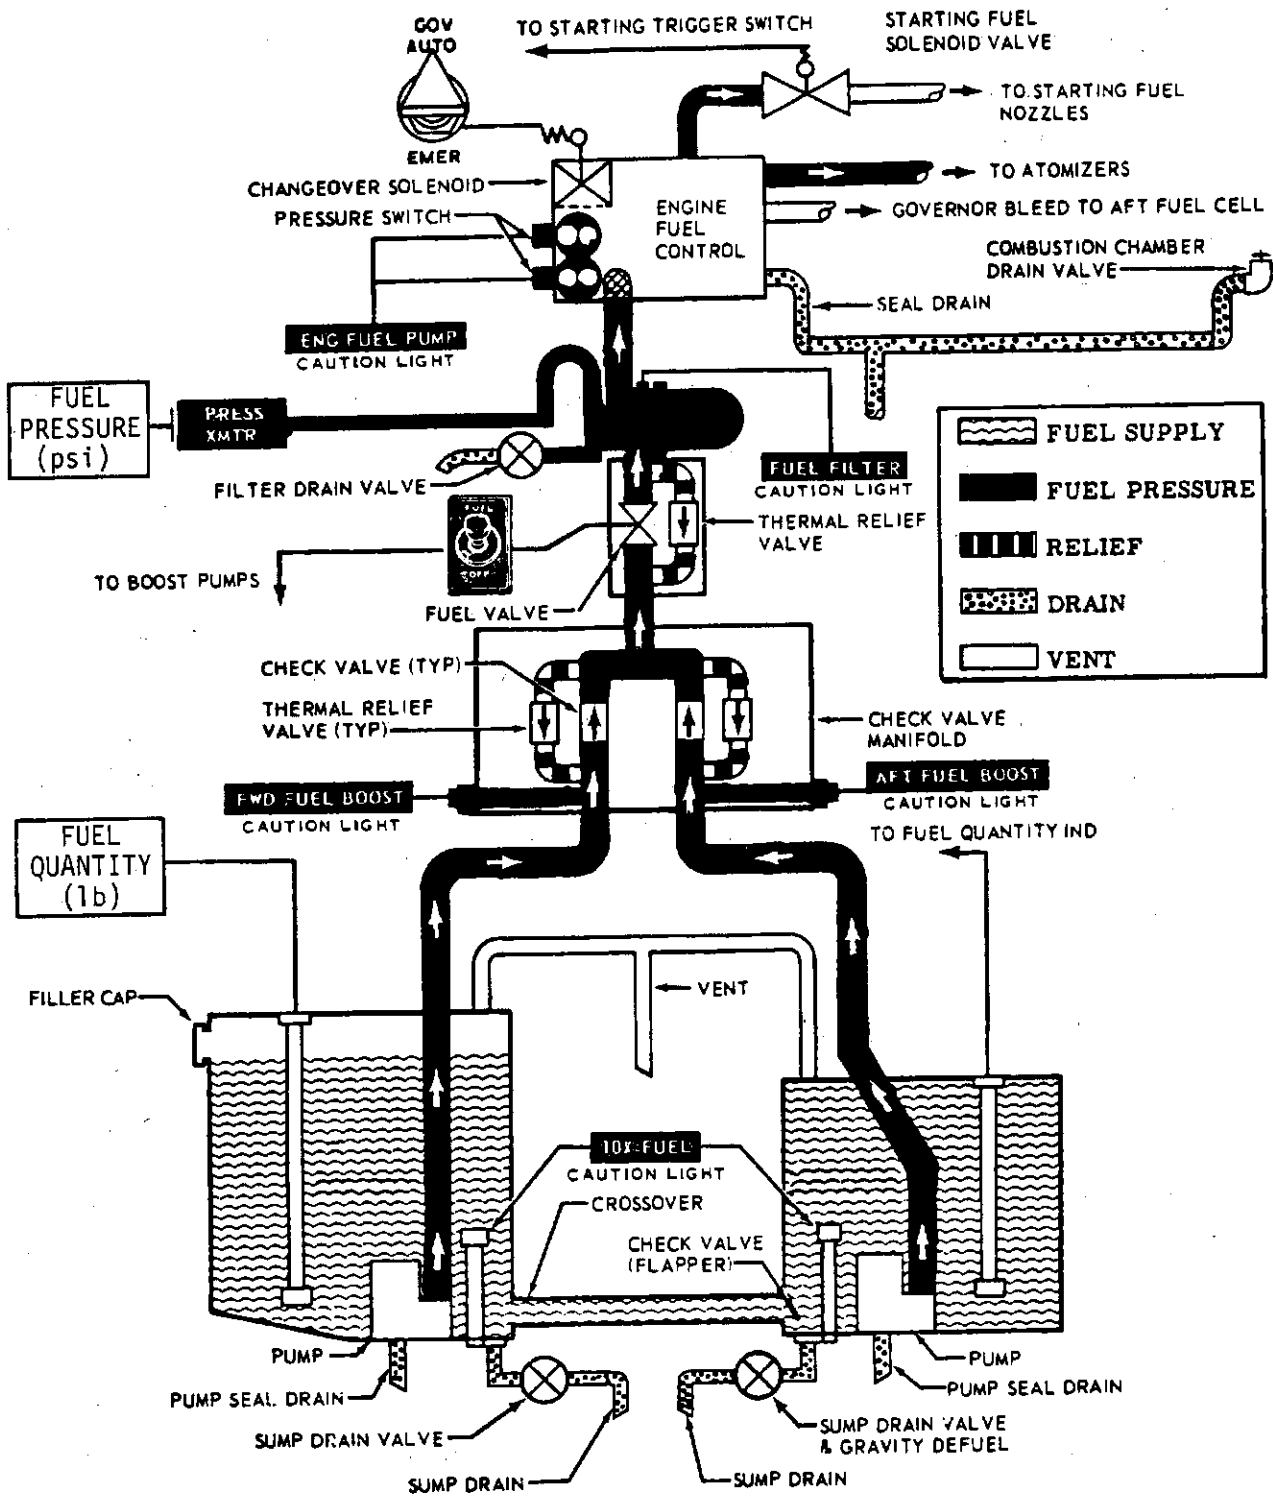 GOV
AUTO
EMER
TO STARTING TRIGGER SWITCH
STARTING FUEL
SOLENOID VALVE
TO STARTING FUEL
NOZZLES
CHANGEOVER SOLENOID
PRESSURE SWITCH
ENGINE
FUEL
CONTROL
TO ATOMIZERS
GOVERNOR BLEED TO AFT FUEL CELL
COMBUSTION CHAMBER
DRAIN VALVE
SEAL DRAIN
ENG FUEL PUMP
CAUTION LIGHT
FUEL
PRESSURE
(psi)
PRESS
XMTR
FILTER DRAIN VALVE
FUEL FILTER
CAUTION LIGHT
FUEL SUPPLY
FUEL PRESSURE
RELIEF
DRAIN
VENT
FUEL
OFF
THERMAL RELIEF
VALVE
TO BOOST PUMPS
FUEL VALVE
CHECK VALVE (TYP)
THERMAL RELIEF
VALVE (TYP)
CHECK VALVE
MANIFOLD
FWD FUEL BOOST
CAUTION LIGHT
AFT FUEL BOOST
CAUTION LIGHT
FUEL
QUANTITY
(lb)
TO FUEL QUANTITY IND
FILLER CAP
VENT
10% FUEL
CAUTION LIGHT
CROSSOVER
CHECK VALVE
(FLAPPER)
PUMP
PUMP SEAL DRAIN
SUMP DRAIN VALVE
SUMP DRAIN
PUMP
PUMP SEAL DRAIN
SUMP DRAIN VALVE
& GRAVITY DEFUEL
SUMP DRAIN